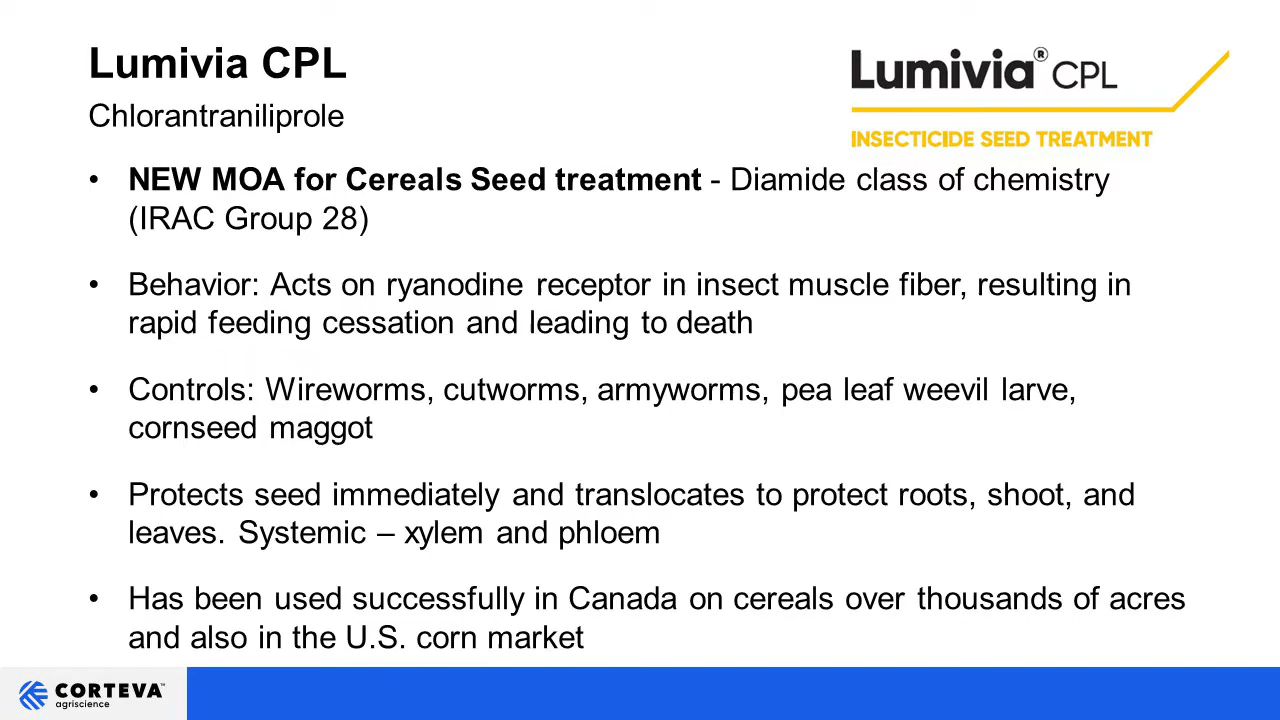 Lumivia CPL
Lumivia® CPL
Chlorantraniliprole
INSECTICIDE SEED TREATMENT
• NEW MOA for Cereals Seed treatment - Diamide class of chemistry
(IRAC Group 28)
• Behavior: Acts on ryanodine receptor in insect muscle fiber, resulting in
rapid feeding cessation and leading to death
• Controls: Wireworms, cutworms, armyworms, pea leaf weevil larve,
cornseed maggot
• Protects seed immediately and translocates to protect roots, shoot, and
leaves. Systemic – xylem and phloem
• Has been used successfully in Canada on cereals over thousands of acres
and also in the U.S. corn market
CORTEVA™
agriscience